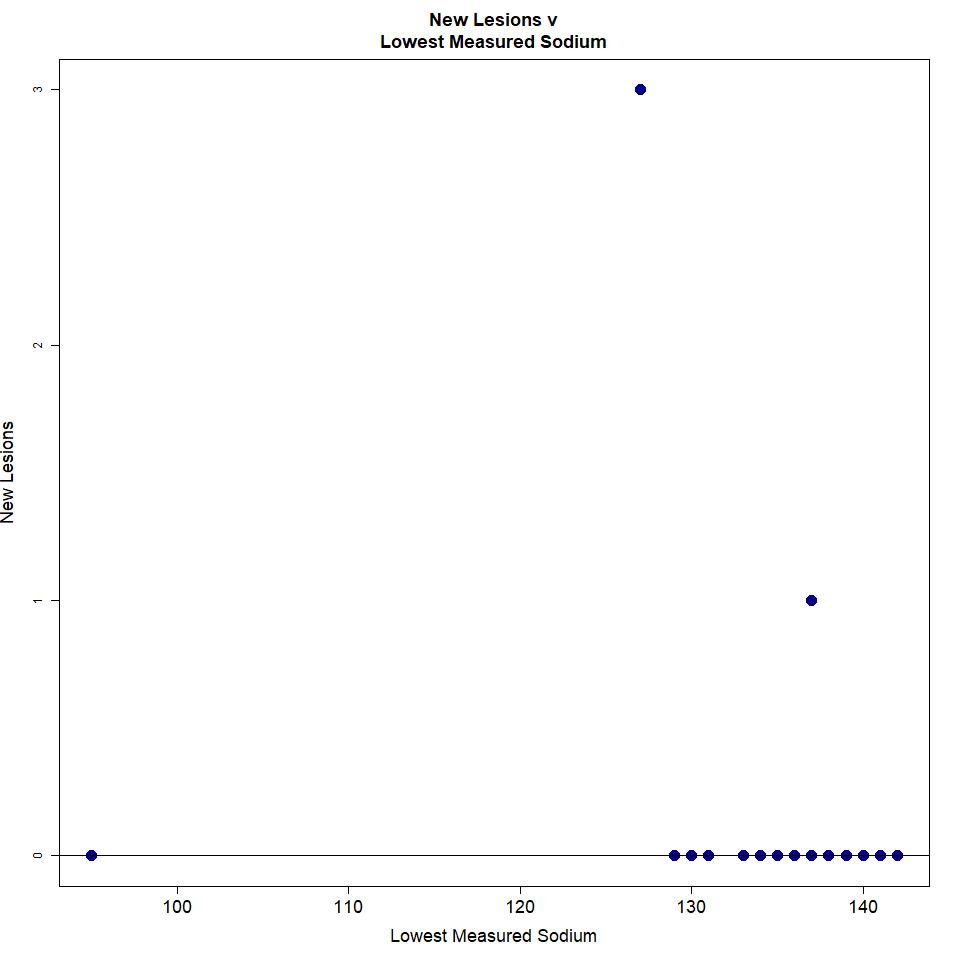 New Lesions v
Lowest Measured Sodium
3
2
1
0
New Lesions
100 110 120 130 140
Lowest Measured Sodium